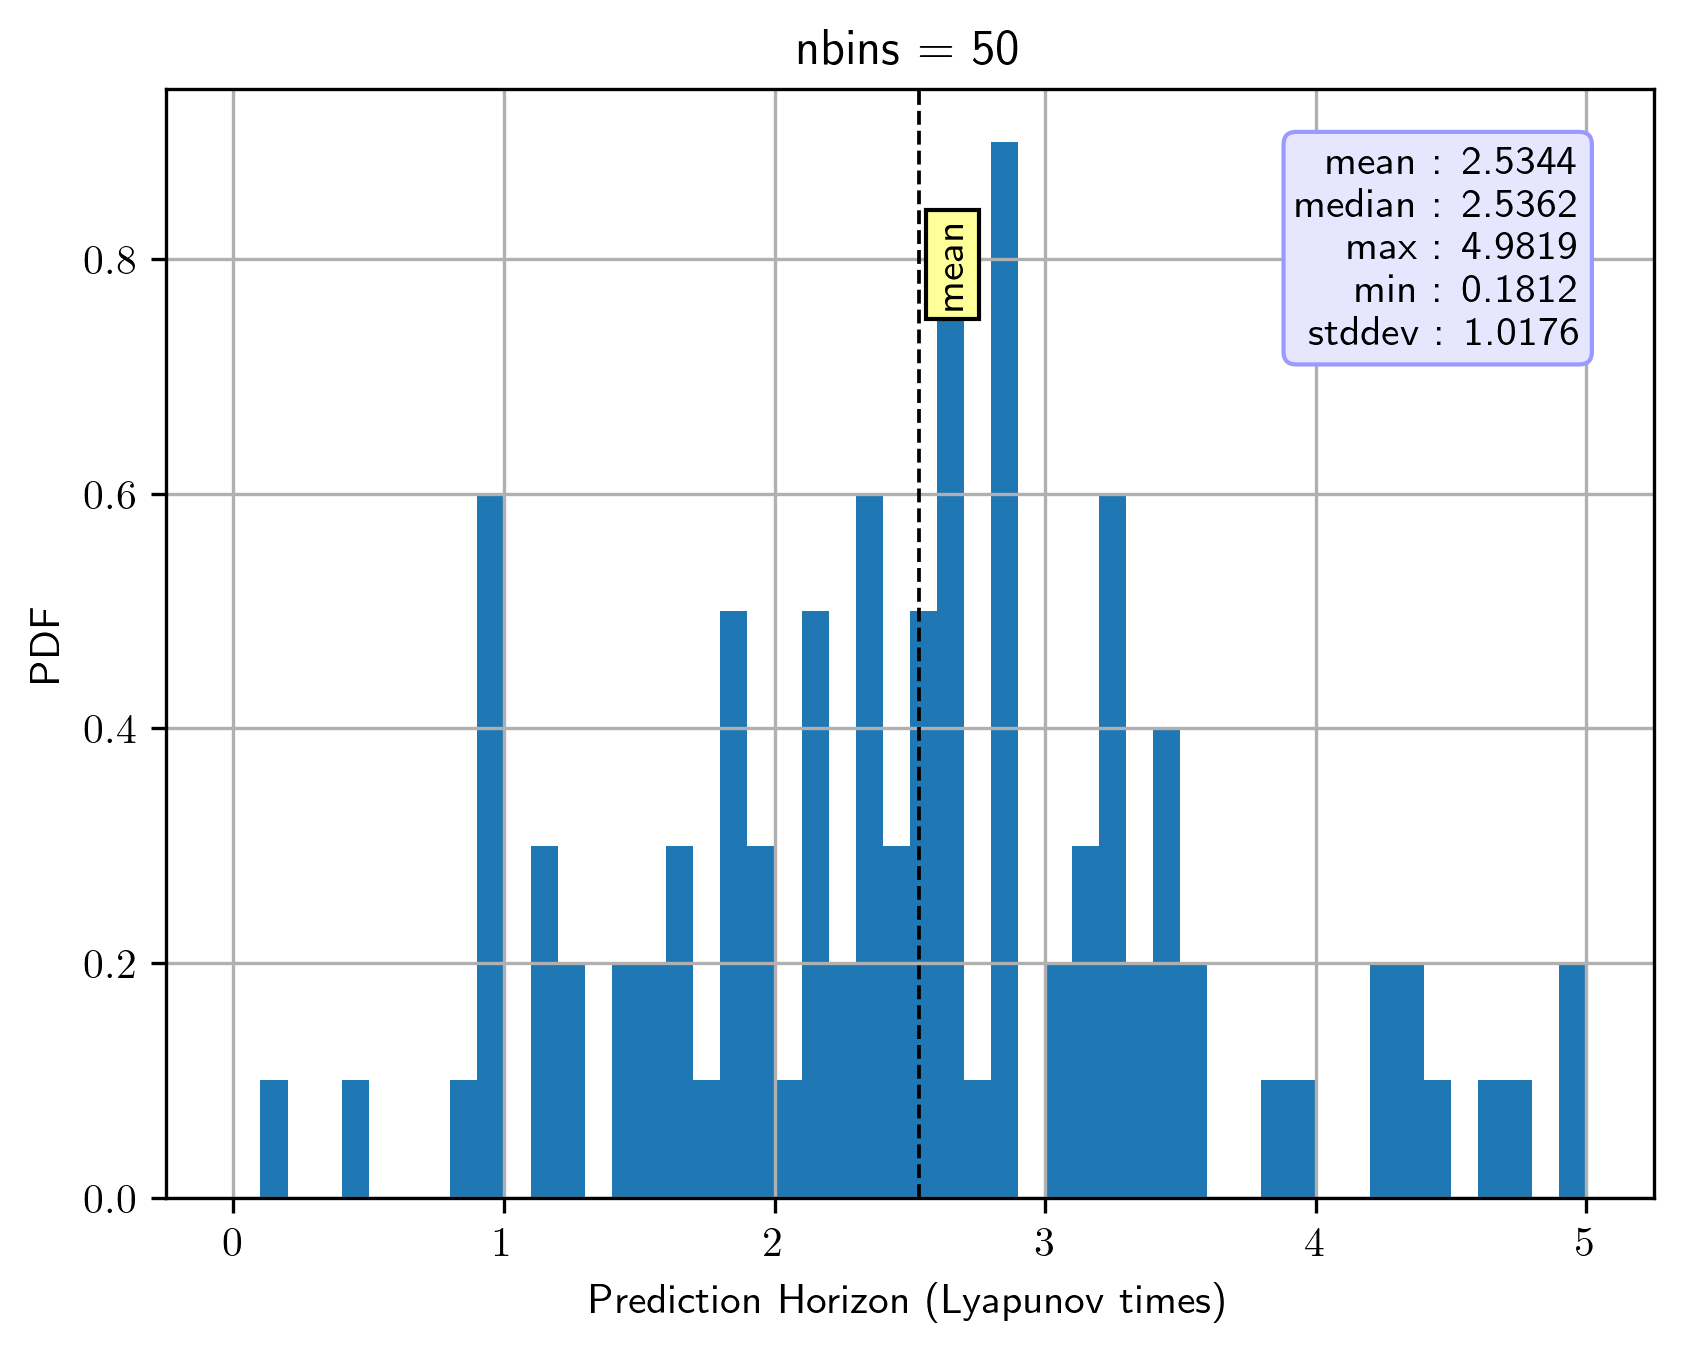 nbins = 50
mean : 2.5344
median : 2.5362
max : 4.9819
min : 0.1812
stddev : 1.0176
mean
PDF
0.8
0.6
0.4
0.2
0.0
0 1 2 3 4 5
Prediction Horizon (Lyapunov times)